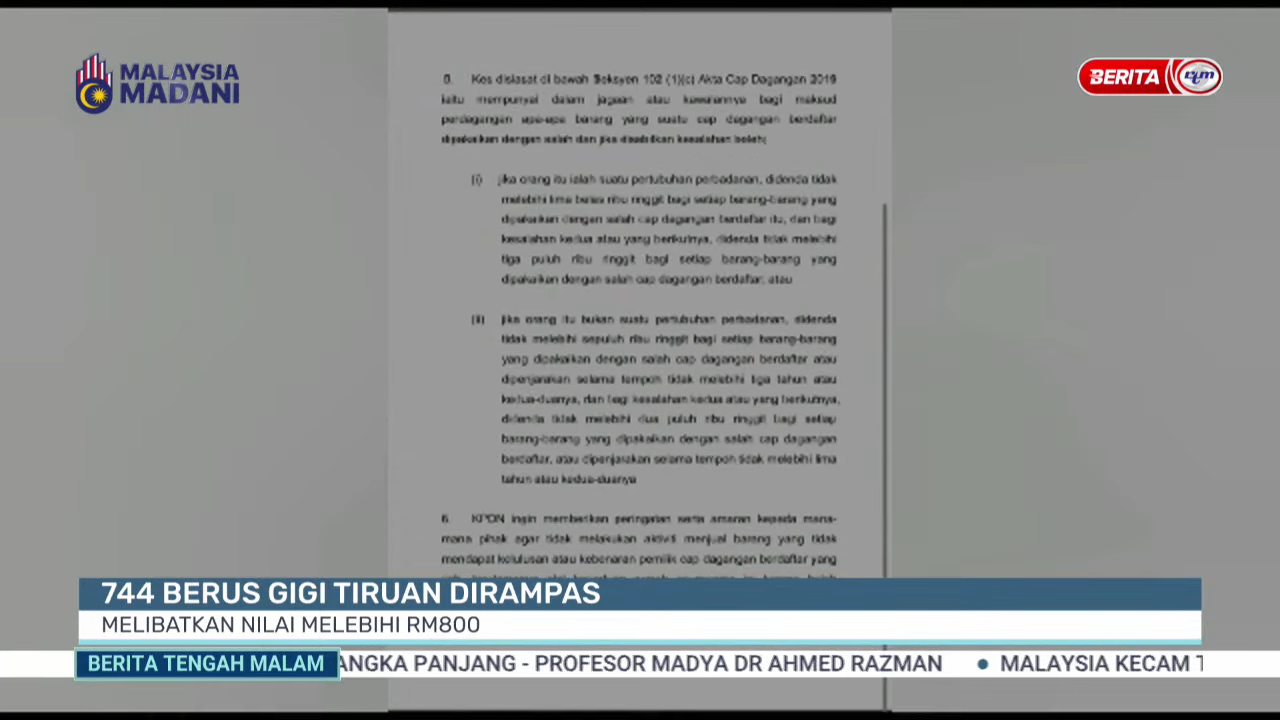 MALAYSIA
MADANI
BERITA RTM
5. Kes disiasat di bawah Seksyen 102 (1)(c) Akta Cap Dagangan 2019
iaitu mempunyai dalam jagaan atau kawalannya bagi maksud
perdagangan apa-apa barang yang suatu cap dagangan berdaftar
dipakaikan dengan salah dan jika disabitkan kesalahan boleh;
(i) jika orang itu ialah suatu pertubuhan perbadanan, didenda tidak
melebihi lima belas ribu ringgit bagi setiap barang-barang yang
dipakaikan dengan salah cap dagangan berdaftar itu, dan bagi
kesalahan kedua atau yang berikutnya, didenda tidak melebihi
tiga puluh ribu ringgit bagi setiap barang-barang yang
dipakaikan dengan salah cap dagangan berdaftar; atau
(ii) jika orang itu bukan suatu pertubuhan perbadanan, didenda
tidak melebihi sepuluh ribu ringgit bagi setiap barang-barang
yang dipakaikan dengan salah cap dagangan berdaftar atau
dipenjarakan selama tempoh tidak melebihi tiga tahun atau
kedua-duanya, dan bagi kesalahan kedua atau yang berikutnya,
didenda tidak melebihi dua puluh ribu ringgit bagi setiap
barang-barang yang dipakaikan dengan salah cap dagangan
berdaftar, atau dipenjarakan selama tempoh tidak melebihi lima
tahun atau kedua-duanya
6. KPDN ingin memberikan peringatan serta amaran kepada mana-
mana pihak agar tidak melakukan aktiviti menjual barang yang tidak
mendapat kelulusan atau kebenaran pemilik cap dagangan berdaftar yang
744 BERUS GIGI TIRUAN DIRAMPAS
MELIBATKAN NILAI MELEBIHI RM800
BERITA TENGAH MALAM ANGKA PANJANG - PROFESOR MADYA DR AHMED RAZMAN • MALAYSIA KECAM T